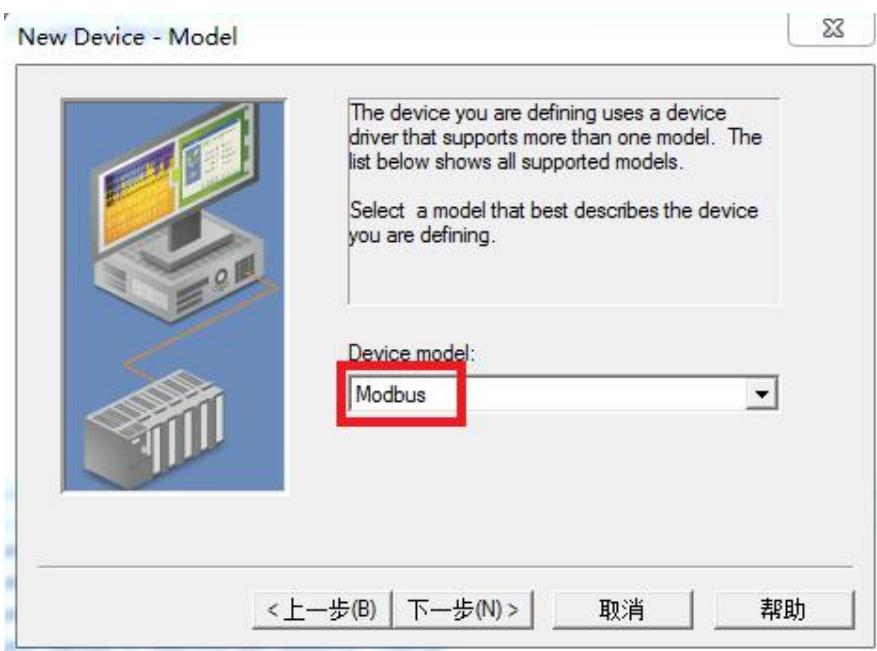 New Device - Model
The device you are defining uses a device
driver that supports more than one model. The
list below shows all supported models.
Select a model that best describes the device
you are defining.
Device model:
Modbus
<上一步(B) 下一步(N)> 取消 帮助